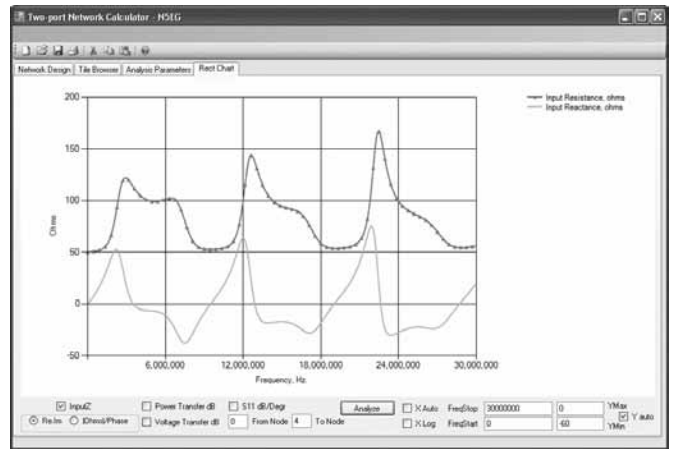 Two-port Network Calculator - N5EG
Network Design Tile Browser Analysis Parameters Rect Chart
Input Resistance, ohms
Input Reactance, ohms
200
150
100
50
0
-50
Ohms
6,000,000 12,000,000 18,000,000 24,000,000 30,000,000
Frequency, Hz
InputZ Power Transfer dB S11 dB/Degr Analyze X Auto FreqStop 30000000 0 YMax
Re/Im |Ohms|/Phase Voltage Transfer dB 0 From Node 4 To Node X Log FreqStart 0 -60 YMin Y auto